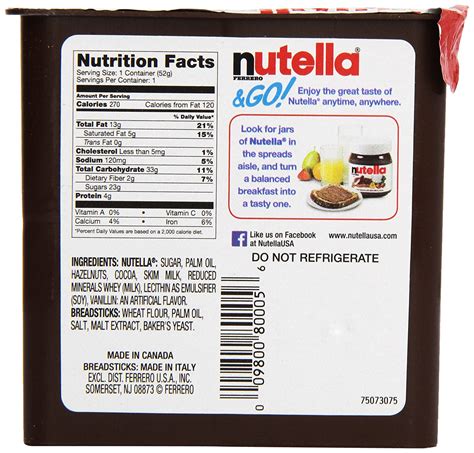 Nutrition Facts
Serving Size: 1 Container (52g)
Servings Per Container: 1
Amount Per Serving
Calories 270 Calories from Fat 120
% Daily Value*
Total Fat 13g 21%
Saturated Fat 5g 15%
Trans Fat 0g
Cholesterol Less than 5mg 1%
Sodium 120mg 5%
Total Carbohydrate 33g 11%
Dietary Fiber 2g 7%
Sugars 23g
Protein 4g
Vitamin A 0% • Vitamin C 0%
Calcium 4% • Iron 6%
*Percent Daily Values are based on a 2,000 calorie diet.
INGREDIENTS: NUTELLA®: SUGAR, PALM OIL,
HAZELNUTS, COCOA, SKIM MILK, REDUCED
MINERALS WHEY (MILK), LECITHIN AS EMULSIFIER
(SOY), VANILLIN: AN ARTIFICIAL FLAVOR.
BREADSTICKS: WHEAT FLOUR, PALM OIL,
SALT, MALT EXTRACT, BAKER'S YEAST.
MADE IN CANADA
BREADSTICKS: MADE IN ITALY
EXCL. DIST. FERRERO U.S.A., INC.
SOMERSET, NJ 08873 © FERRERO
nutella®
FERRERO
&GO!
Enjoy the great taste of
Nutella® anytime, anywhere.
Look for jars
of Nutella® in
the spreads
aisle, and turn
a balanced
breakfast into
a tasty one.
nutella
Like us on Facebook
at NutellaUSA
www.nutellausa.com
DO NOT REFRIGERATE
0 09800 80005 6
75073075